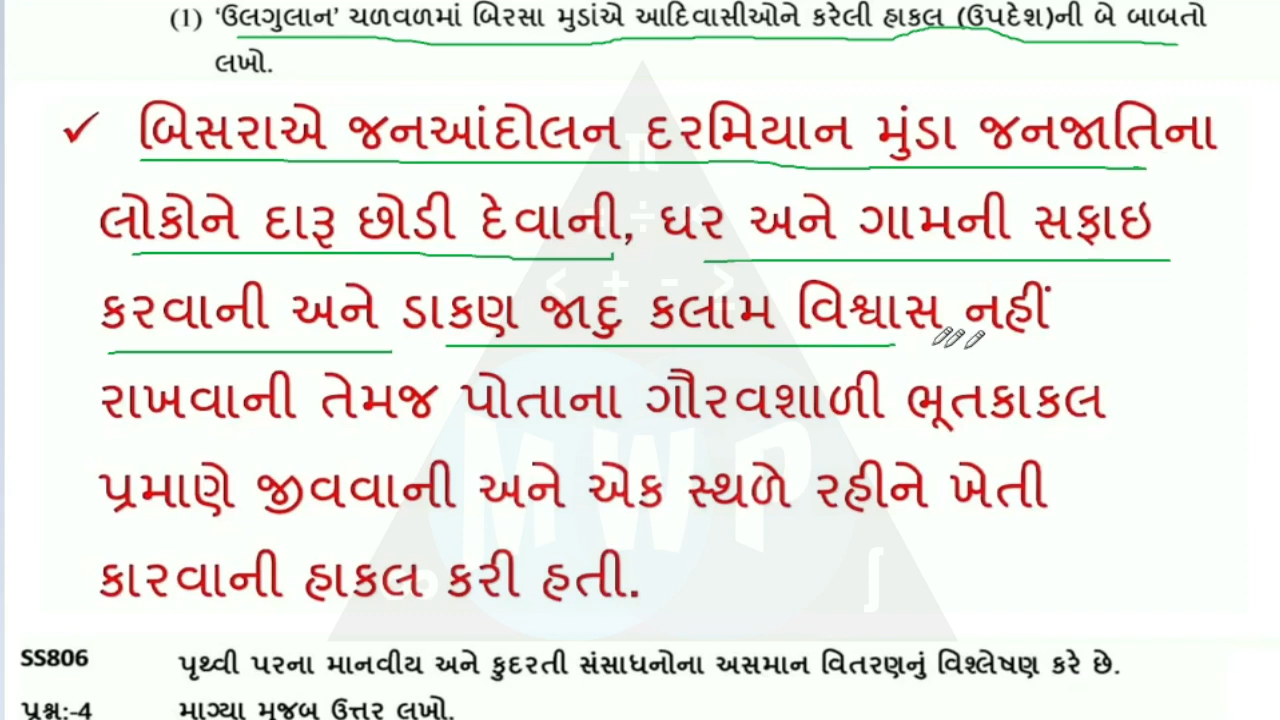 (1) ‘ઉલગુલાન’ ચળવળમાં બિરસા મુડાંએ આદિવાસીઓને કરેલી હાકલ (ઉપદેશ)ની બે બાબતો
લખો.
✓ બિસરાએ જનઆંદોલન દરમિયાન મુંડા જનજાતિના
લોકોને દારૂ છોડી દેવાની, ઘર અને ગામની સફાઇ
કરવાની અને ડાકણ જાદુ કલામ વિશ્વાસ નહીં
રાખવાની તેમજ પોતાના ગૌરવશાળી ભૂતકાકલ
પ્રમાણે જીવવાની અને એક સ્થળે રહીને ખેતી
કારવાની હાકલ કરી હતી.
MWP
SS806 પૃથ્વી પરના માનવીય અને કુદરતી સંસાધનોના અસમાન વિતરણનું વિશ્લેષણ કરે છે.
પ્રશ્ન:-4 માગ્યા મુજબ ઉત્તર લખો.